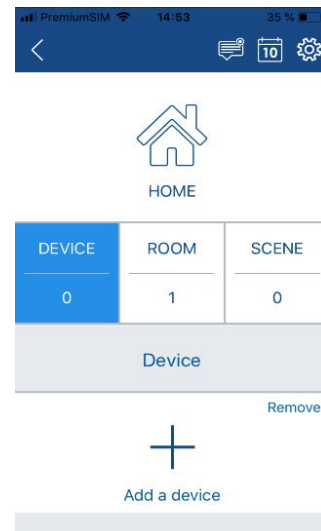 PremiumSIM 14:53 35 %
10
HOME
DEVICE ROOM SCENE
0 1 0
Device
Remove
Add a device